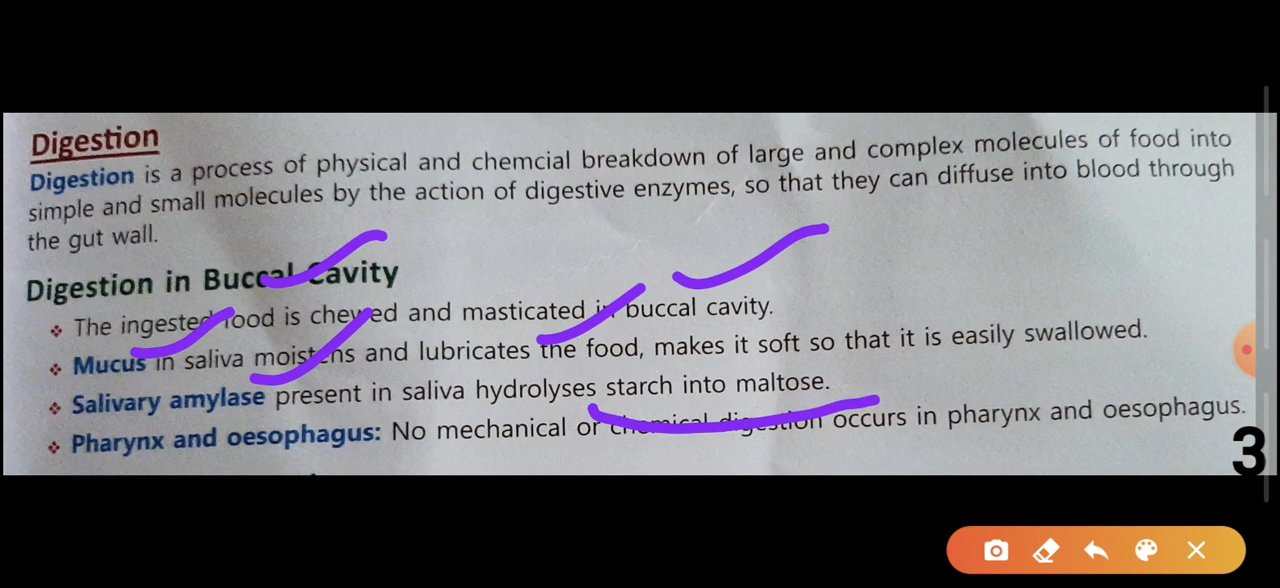 Digestion
Digestion is a process of physical and chemcial breakdown of large and complex molecules of food into
simple and small molecules by the action of digestive enzymes, so that they can diffuse into blood through
the gut wall.
Digestion in Buccal Cavity
❖ The ingested food is chewed and masticated in buccal cavity.
❖ Mucus in saliva moistens and lubricates the food, makes it soft so that it is easily swallowed.
❖ Salivary amylase present in saliva hydrolyses starch into maltose.
❖ Pharynx and oesophagus: No mechanical or chemical digestion occurs in pharynx and oesophagus.
3